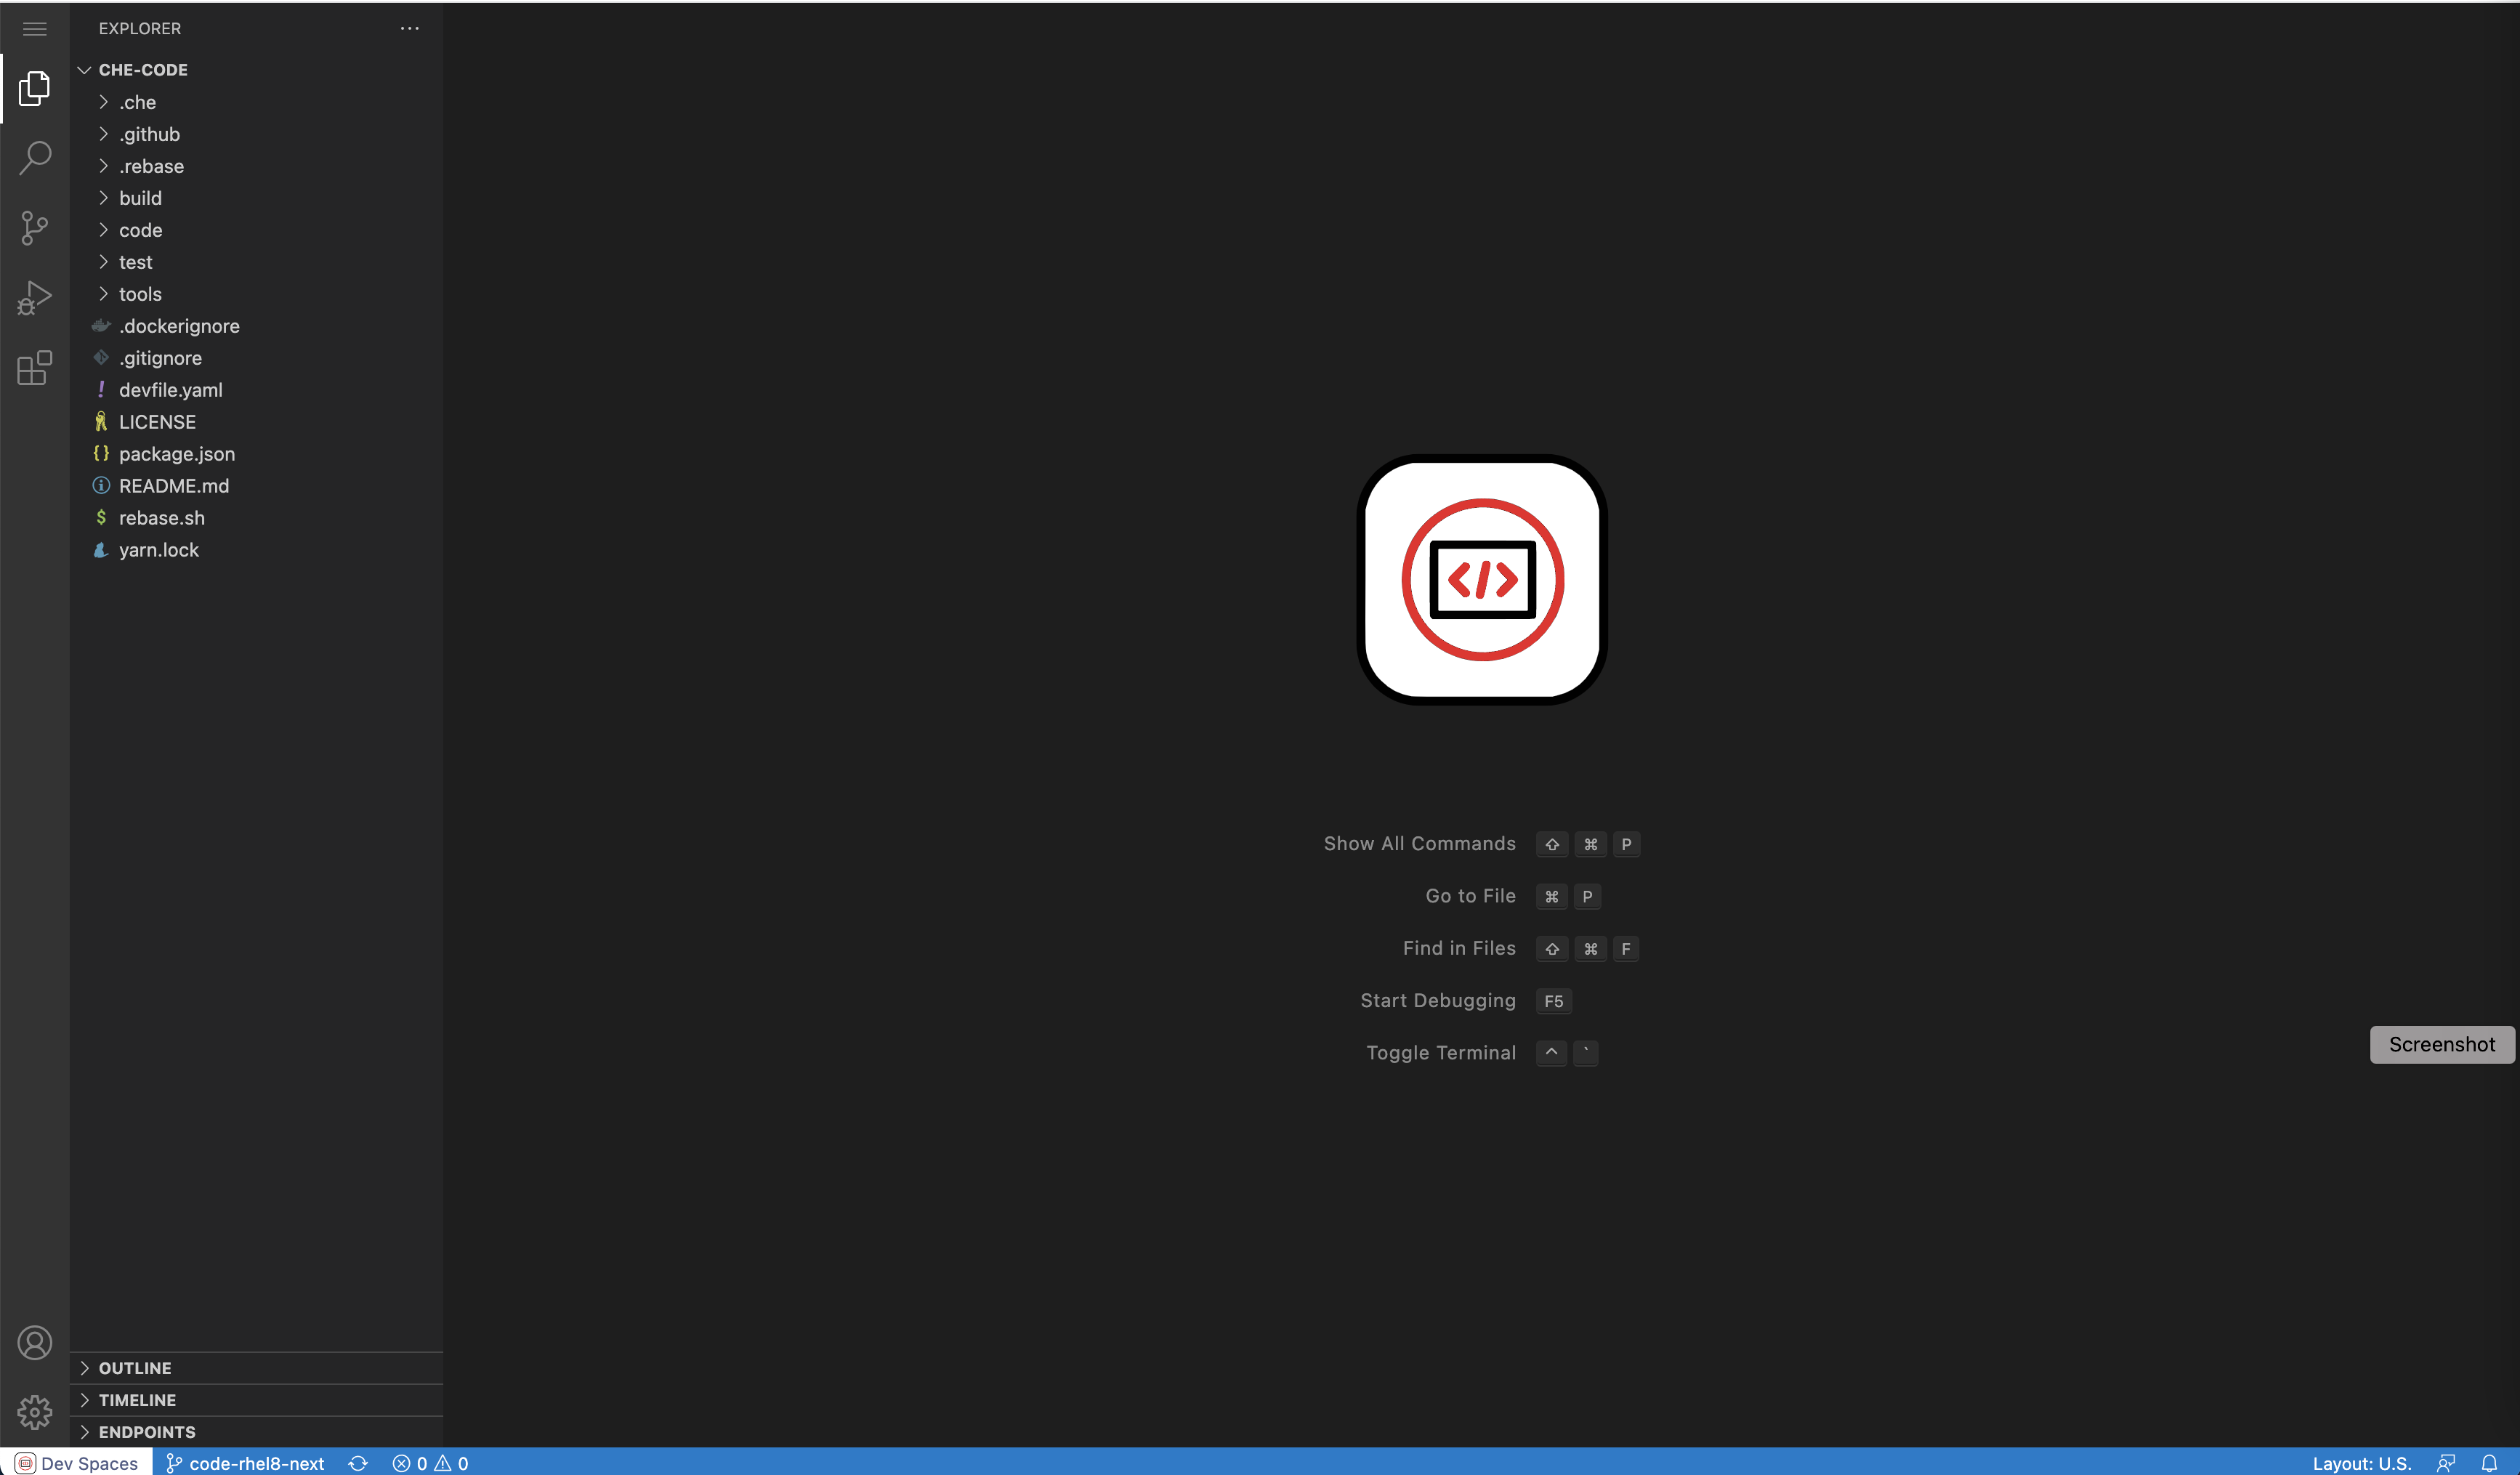 EXPLORER
CHE-CODE
.che
.github
.rebase
build
code
test
tools
.dockerignore
.gitignore
! devfile.yaml
LICENSE
{} package.json
README.md
$ rebase.sh
yarn.lock
</>
Show All Commands ⇧ ⌘ P
Go to File ⌘ P
Find in Files ⇧ ⌘ F
Start Debugging F5
Toggle Terminal ^ `
Screenshot
OUTLINE
TIMELINE
ENDPOINTS
Dev Spaces code-rhel8-next 0 0 Layout: U.S.